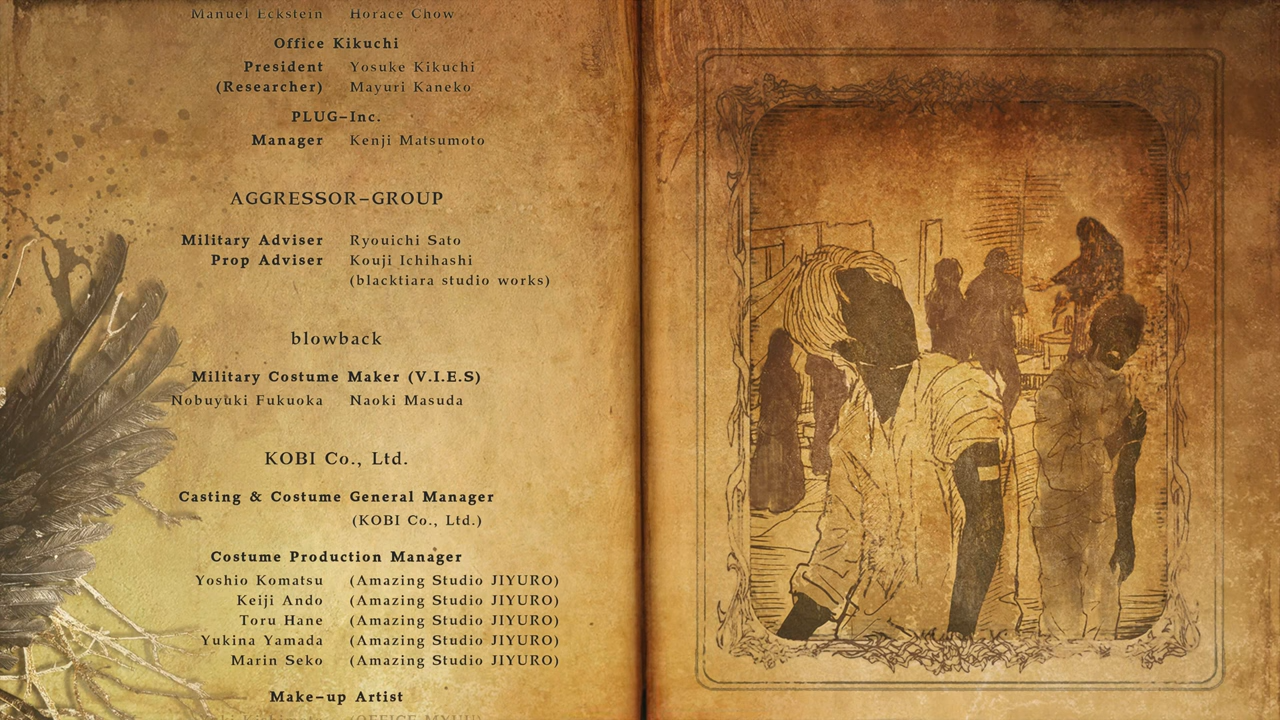 Manuel Eckstein Horace Chow
Office Kikuchi
President Yosuke Kikuchi
(Researcher) Mayuri Kaneko
PLUG-Inc.
Manager Kenji Matsumoto
AGGRESSOR-GROUP
Military Adviser Ryouichi Sato
Prop Adviser Kouji Ichihashi
(blacktiara studio works)
blowback
Military Costume Maker (V.I.E.S)
Nobuyuki Fukuoka Naoki Masuda
KOBI Co., Ltd.
Casting & Costume General Manager
(KOBI Co., Ltd.)
Costume Production Manager
Yoshio Komatsu (Amazing Studio JIYURO)
Keiji Ando (Amazing Studio JIYURO)
Toru Hane (Amazing Studio JIYURO)
Yukina Yamada (Amazing Studio JIYURO)
Marin Seko (Amazing Studio JIYURO)
Make-up Artist